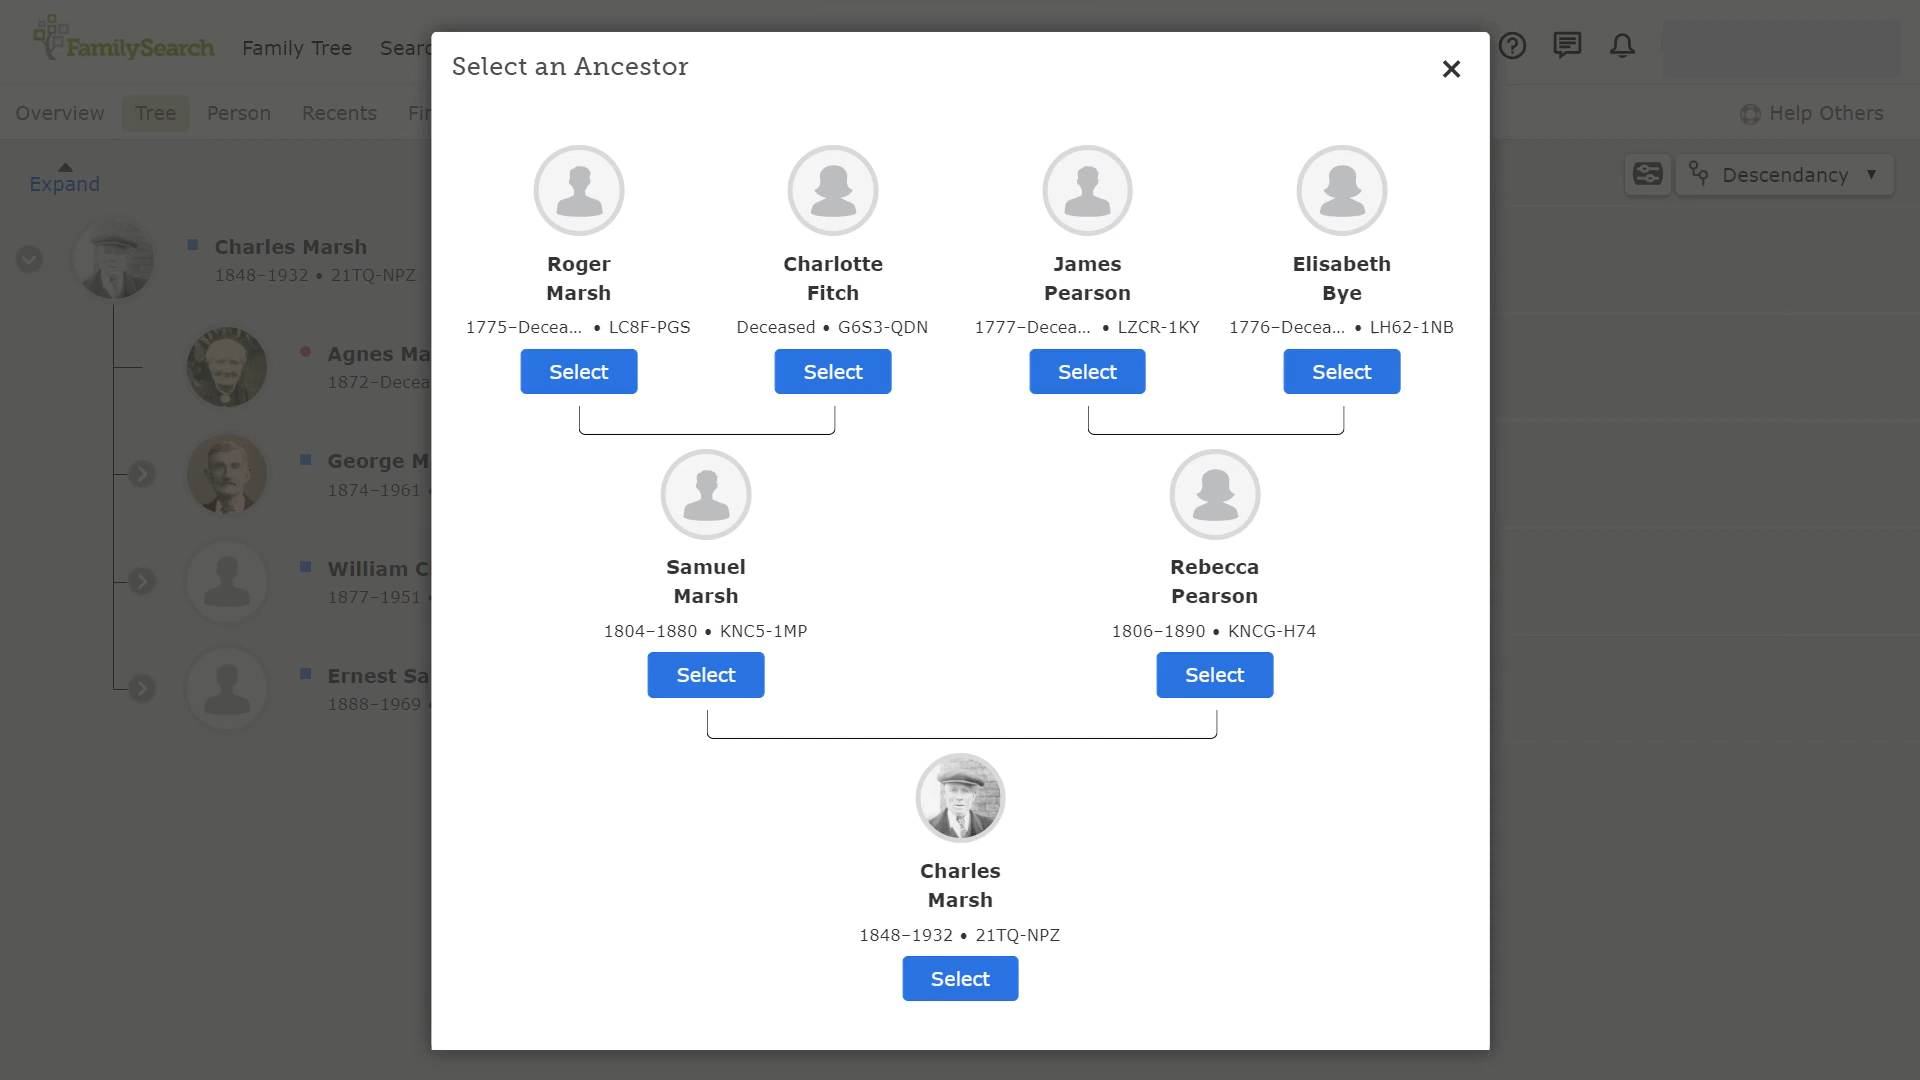 FamilySearch
Family Tree
Searc
Select an Ancestor
Overview
Tree
Person
Recents
Fi
Help Others
Expand
Descendancy
Charles Marsh
1848–1932 • 21TQ-NPZ
Agnes Ma
1872–Decea
George M
1874–1961
William C
1877–1951
Ernest Sa
1888–1969
Roger
Marsh
1775–Decea... • LC8F-PGS
Select
Charlotte
Fitch
Deceased • G6S3-QDN
Select
James
Pearson
1777–Decea... • LZCR-1KY
Select
Elisabeth
Bye
1776–Decea... • LH62-1NB
Select
Samuel
Marsh
1804–1880 • KNC5-1MP
Select
Rebecca
Pearson
1806–1890 • KNCG-H74
Select
Charles
Marsh
1848–1932 • 21TQ-NPZ
Select